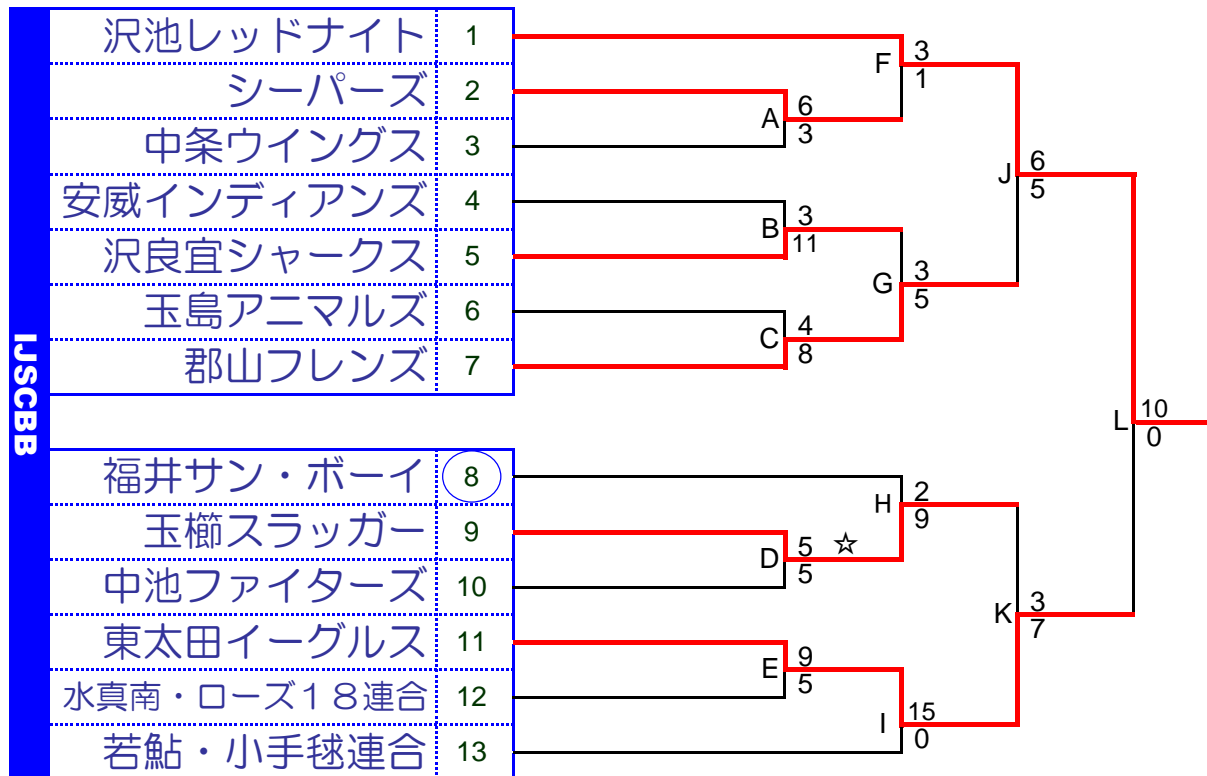 IJSCBB
沢池レッドナイト 1
シーパーズ 2
中条ウイングス 3
安威インディアンズ 4
沢良宜シャークス 5
玉島アニマルズ 6
郡山フレンズ 7
福井サン・ボーイ 8
玉櫛スラッガー 9
中池ファイターズ 10
東太田イーグルス 11
水真南・ローズ18連合 12
若鮎・小手毬連合 13
A 6
3
B 3
11
C 4
8
D 5 ☆
5
E 9
5
F 3
1
G 3
5
H 2
9
I 15
0
J 6
5
K 3
7
L 10
0